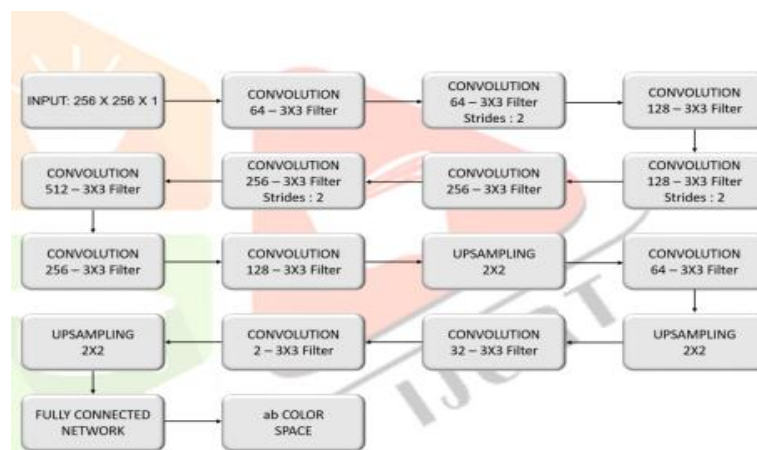 INPUT: 256 X 256 X 1
CONVOLUTION
64 – 3X3 Filter
CONVOLUTION
64 – 3X3 Filter
Strides : 2
CONVOLUTION
128 – 3X3 Filter
CONVOLUTION
128 – 3X3 Filter
Strides : 2
CONVOLUTION
256 – 3X3 Filter
CONVOLUTION
256 – 3X3 Filter
Strides : 2
CONVOLUTION
512 – 3X3 Filter
CONVOLUTION
256 – 3X3 Filter
CONVOLUTION
128 – 3X3 Filter
UPSAMPLING
2X2
CONVOLUTION
64 – 3X3 Filter
UPSAMPLING
2X2
CONVOLUTION
32 – 3X3 Filter
CONVOLUTION
2 – 3X3 Filter
UPSAMPLING
2X2
FULLY CONNECTED
NETWORK
ab COLOR
SPACE
IJCRT